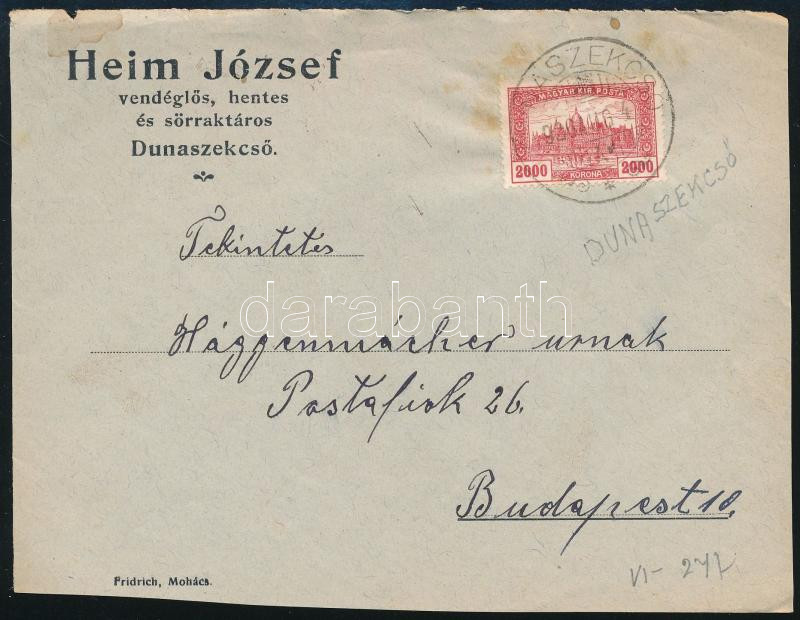 Heim József
vendéglős, hentes
és sörraktáros
Dunaszekcső.
MAGYAR KIR. POSTA
2000 KORONA 2000
DUNASZEKCSŐ
Tekintetes
Häggenmácher urnak
Postafiók 26.
Budapest 10.
darabanth
Fridrich, Mohács.
VI- 247